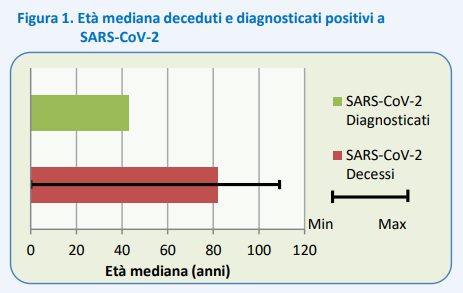 Figura 1. Età mediana deceduti e diagnosticati positivi a
SARS-CoV-2
SARS-CoV-2
Diagnosticati
SARS-CoV-2
Decessi
Min Max
0 20 40 60 80 100 120
Età mediana (anni)